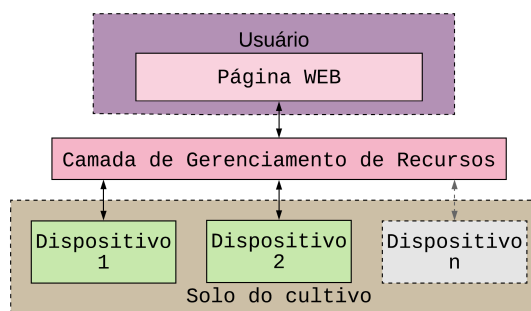 Usuário
Página WEB
Camada de Gerenciamento de Recursos
Dispositivo
1
Dispositivo
2
Dispositivo
n
Solo do cultivo